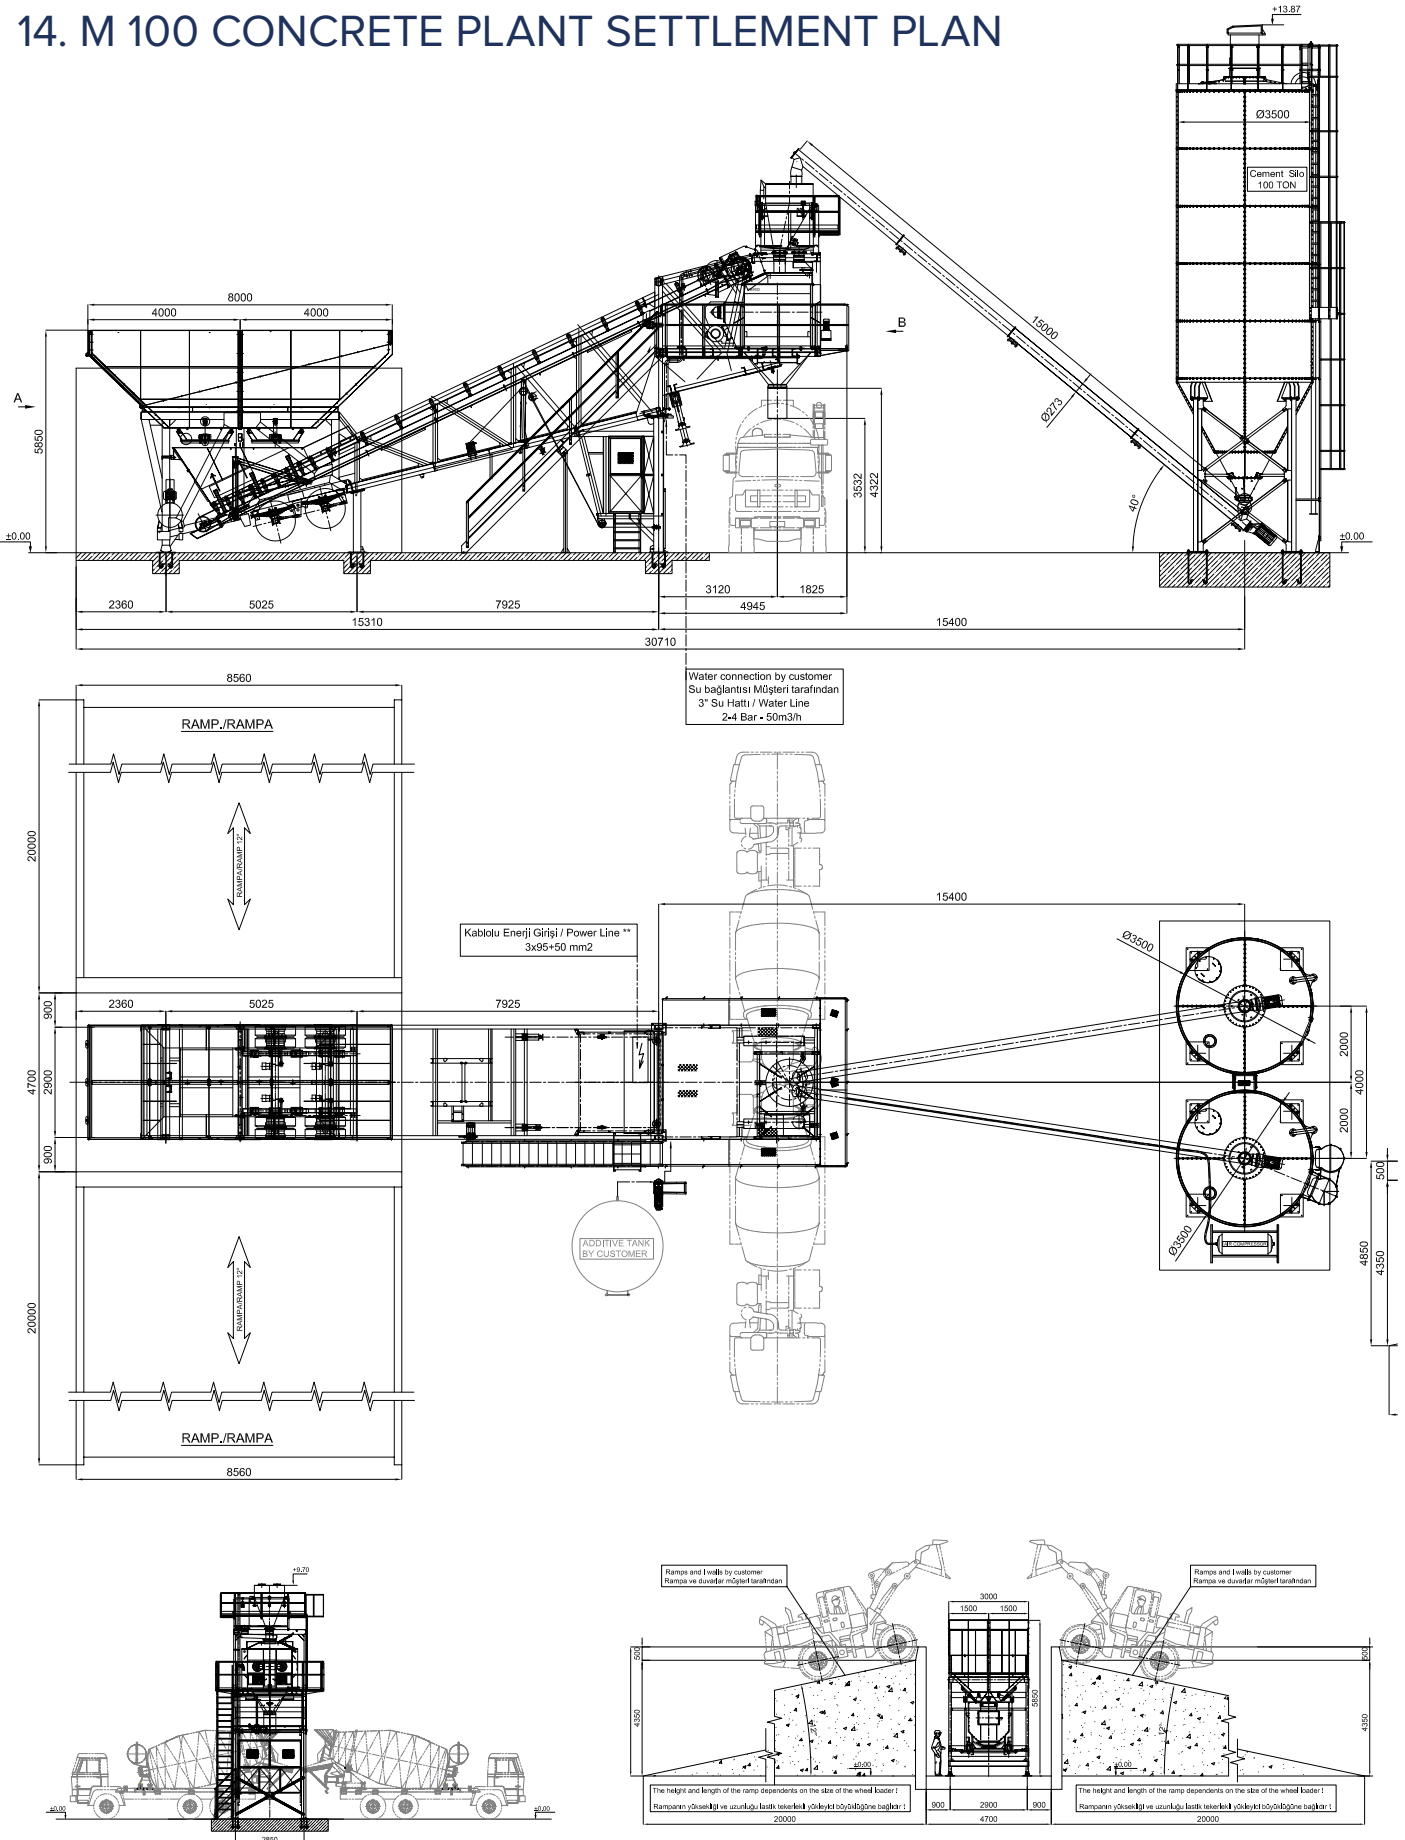 14. M 100 CONCRETE PLANT SETTLEMENT PLAN
+13.87
Ø3500
Cement Silo
100 TON
8000
4000
4000
B
15000
Ø273
A
5850
3532
4322
40°
±0.00
±0.00
3120
1825
2360
5025
7925
4945
15310
15400
30710
Water connection by customer
Su bağlantısı Müşteri tarafından
3" Su Hattı / Water Line
2-4 Bar - 50m3/h
8560
RAMP./RAMPA
20000
RAMPA/RAMP 12°
15400
Kablolu Enerji Girişi / Power Line **
3x95+50 mm2
Ø3500
900
2360
5025
7925
2000
4000
4700
2900
2000
900
500
ADDITIVE TANK
BY CUSTOMER
Ø3500
AIR COMPRESSOR
4850
4350
RAMPA/RAMP 12°
20000
RAMP./RAMPA
8560
+9.70
±0.00
±0.00
2850
Ramps and walls by customer
Rampa ve duvarlar müşteri tarafından
Ramps and walls by customer
Rampa ve duvarlar müşteri tarafından
3000
1500
1500
500
500
5850
4350
4350
12°
12°
±0.00
±0.00
The height and length of the ramp dependents on the size of the wheel loader !
Rampanın yüksekliği ve uzunluğu lastik tekerlekli yükleyici büyüklüğüne bağlıdır !
The height and length of the ramp dependents on the size of the wheel loader !
Rampanın yüksekliği ve uzunluğu lastik tekerlekli yükleyici büyüklüğüne bağlıdır !
900
2900
900
20000
4700
20000